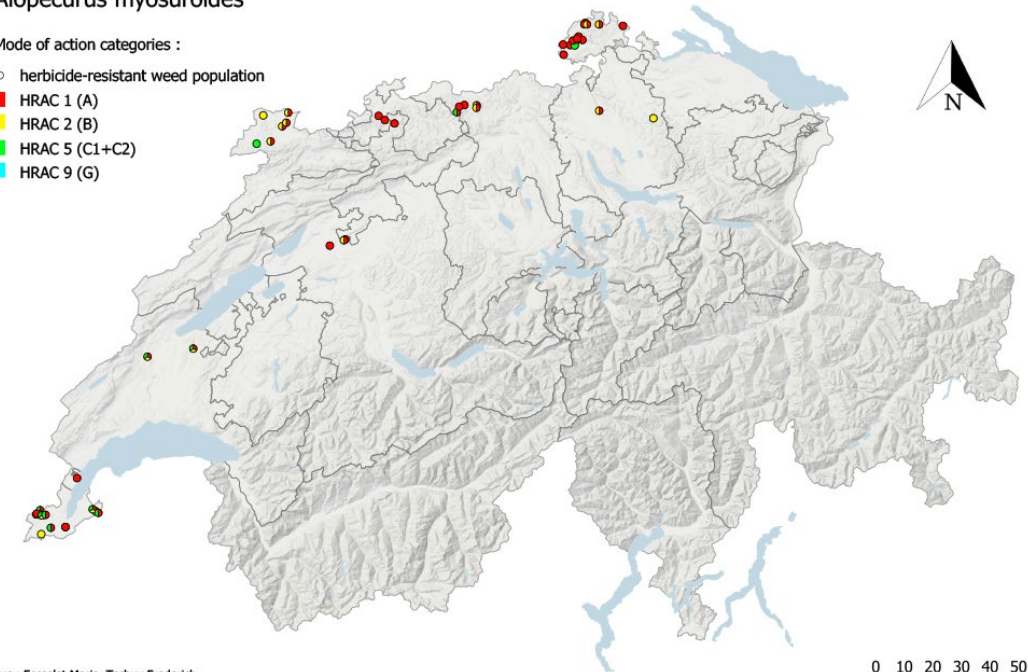 Alopecurus myosuroides
Mode of action categories :
herbicide-resistant weed population
HRAC 1 (A)
HRAC 2 (B)
HRAC 5 (C1+C2)
HRAC 9 (G)
N
0 10 20 30 40 50